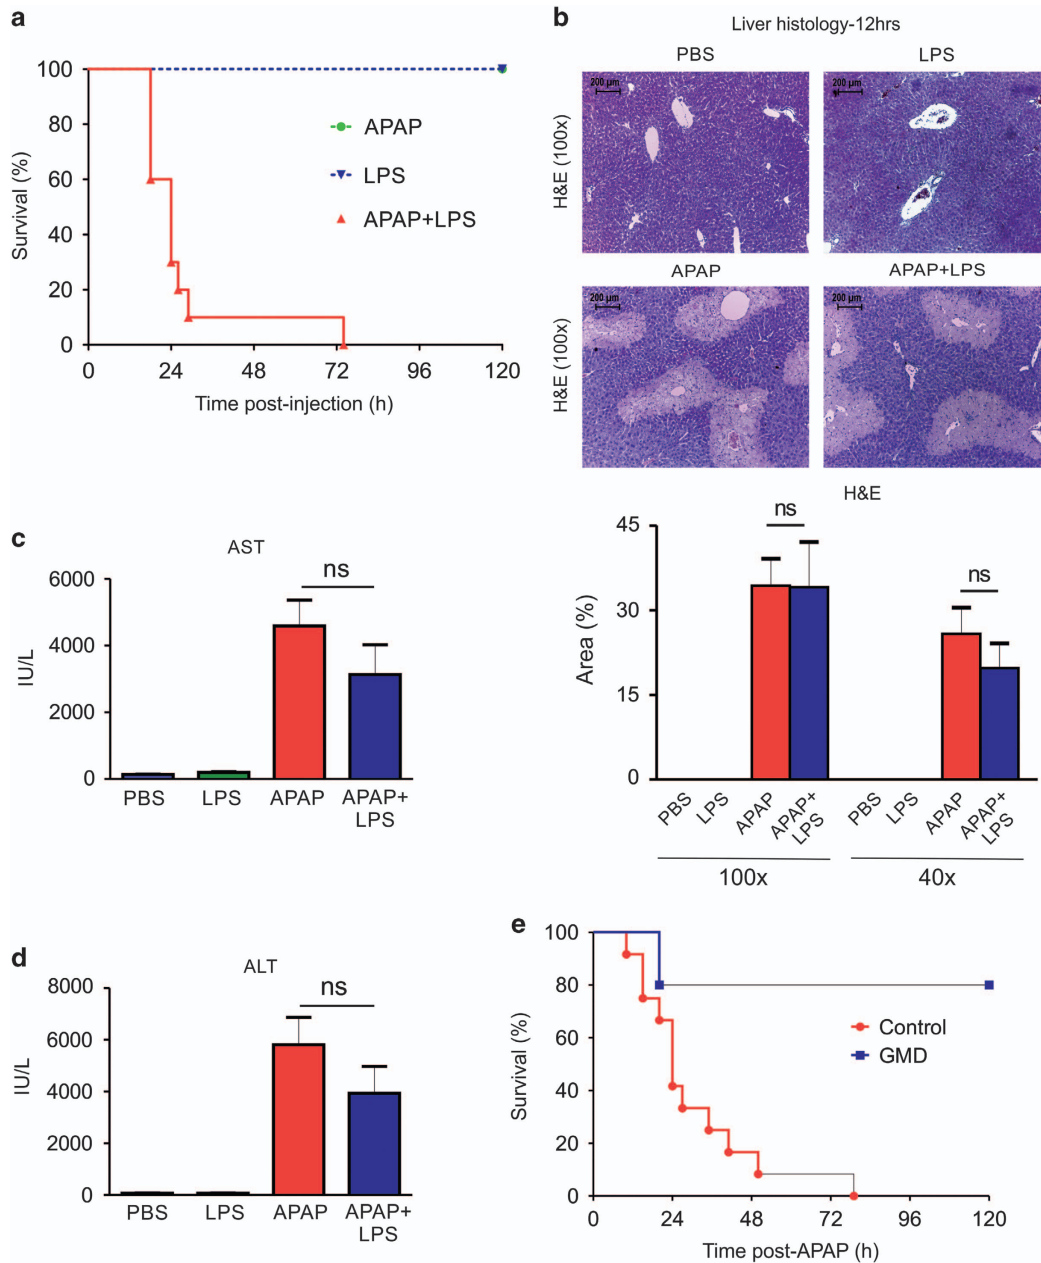 a
Survival (%)
100
80
60
40
20
0
0 24 48 72 96 120
Time post-injection (h)
APAP
LPS
APAP+LPS
b
Liver histology-12hrs
PBS LPS
H&E (100x)
200 µm
200 µm
APAP APAP+LPS
H&E (100x)
200 µm
200 µm
H&E
Area (%)
45
30
15
0
ns
ns
PBS
LPS
APAP
APAP+
LPS
PBS
LPS
APAP
APAP+
LPS
100x 40x
c
AST
IU/L
6000
4000
2000
0
ns
PBS LPS APAP APAP+
LPS
d
ALT
IU/L
8000
6000
4000
2000
0
ns
PBS LPS APAP APAP+
LPS
e
Survival (%)
100
80
60
40
20
0
0 24 48 72 96 120
Time post-APAP (h)
Control
GMD